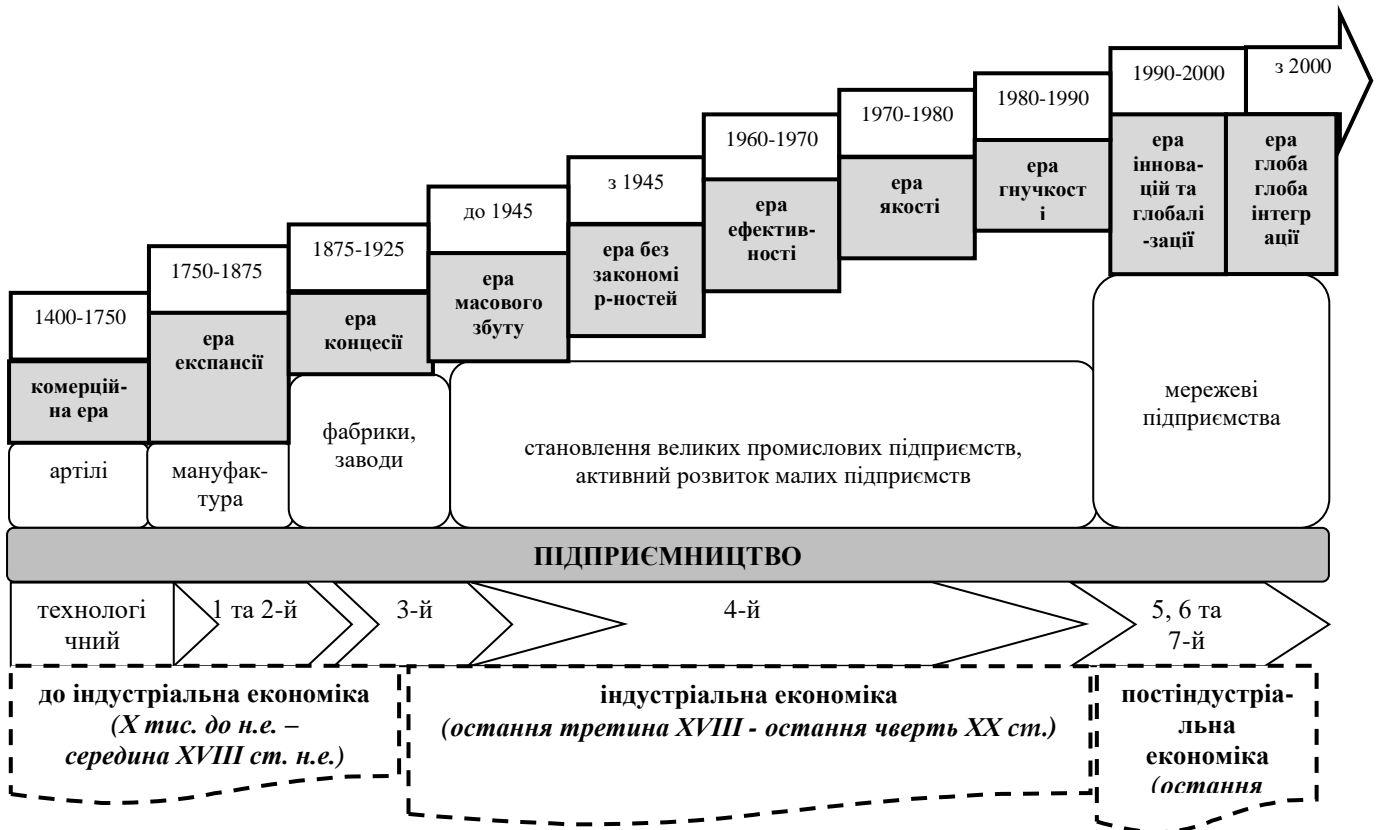 1400-1750
комерцій-
на ера
1750-1875
ера
експансії
1875-1925
ера
концесії
до 1945
ера
масового
збуту
з 1945
ера без
закономі
р-ностей
1960-1970
ера
ефектив-
ності
1970-1980
ера
якості
1980-1990
ера
гнучкост
і
1990-2000
ера
іннова-
цій та
глобалі
-зації
з 2000
ера
глоба
глоба
інтегр
ації
артілі
мануфак-
тура
фабрики,
заводи
становлення великих промислових підприємств,
активний розвиток малих підприємств
мережеві
підприємства
ПІДПРИЄМНИЦТВО
технологі
чний
1 та 2-й
3-й
4-й
5, 6 та
7-й
до індустріальна економіка
(X тис. до н.е. –
середина XVIII ст. н.е.)
індустріальна економіка
(остання третина XVIII - остання чверть XX ст.)
постіндустріа-
льна
економіка
(остання